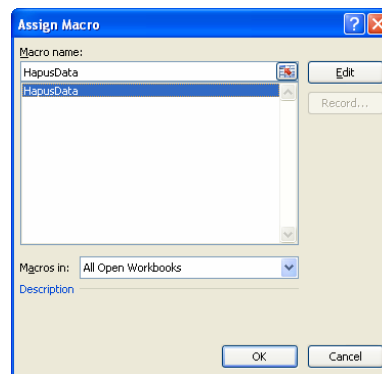 Assign Macro
Macro name:
HapusData
Edit
HapusData
Record...
Macros in: All Open Workbooks
Description
OK Cancel